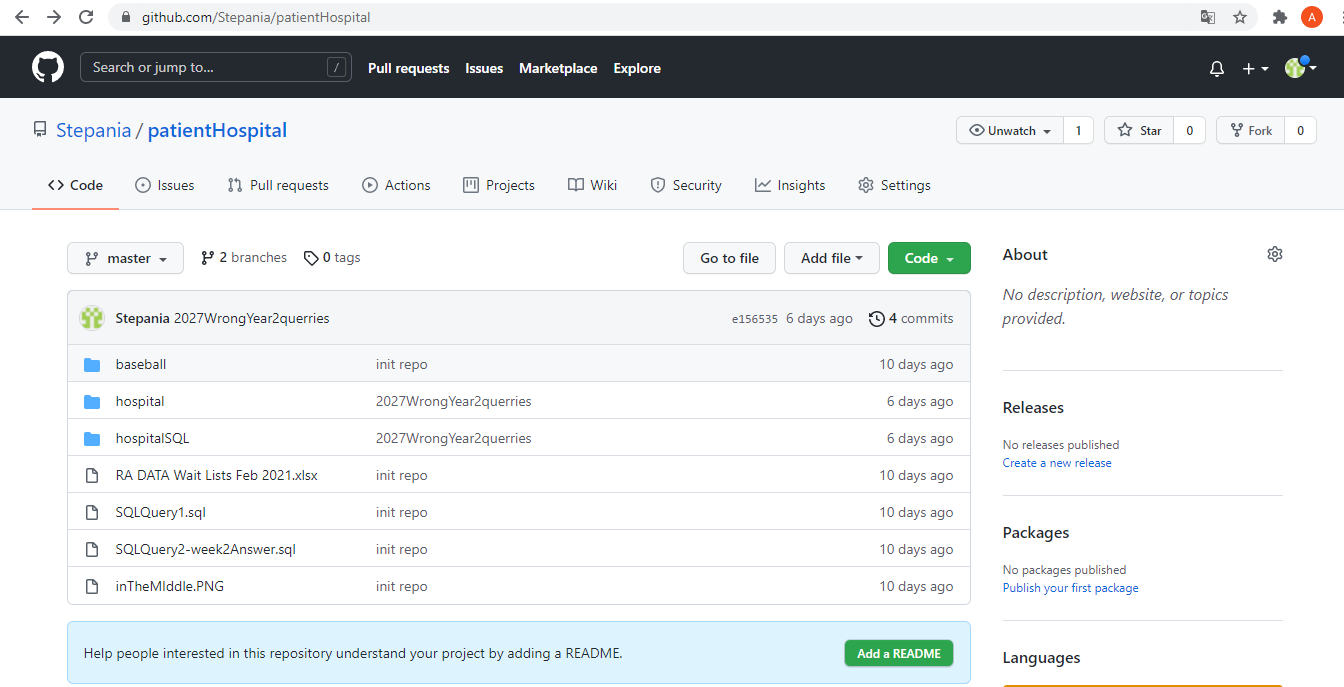 github.com/Stepania/patientHospital
A
Search or jump to... /
Pull requests Issues Marketplace Explore
Stepania / patientHospital
Unwatch 1 Star 0 Fork 0
Code Issues Pull requests Actions Projects Wiki Security Insights Settings
master 2 branches 0 tags Go to file Add file Code
Stepania 2027WrongYear2querries e156535 6 days ago 4 commits
baseball init repo 10 days ago
hospital 2027WrongYear2querries 6 days ago
hospitalSQL 2027WrongYear2querries 6 days ago
RA DATA Wait Lists Feb 2021.xlsx init repo 10 days ago
SQLQuery1.sql init repo 10 days ago
SQLQuery2-week2Answer.sql init repo 10 days ago
inTheMIddle.PNG init repo 10 days ago
Help people interested in this repository understand your project by adding a README. Add a README
About
No description, website, or topics
provided.
Releases
No releases published
Create a new release
Packages
No packages published
Publish your first package
Languages